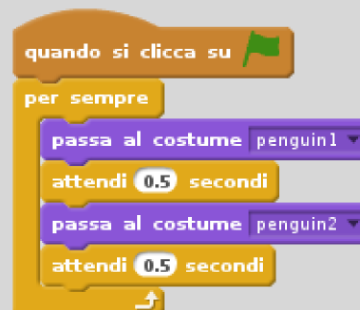 quando si clicca su
per sempre
passa al costume penguin1
attendi 0.5 secondi
passa al costume penguin2
attendi 0.5 secondi